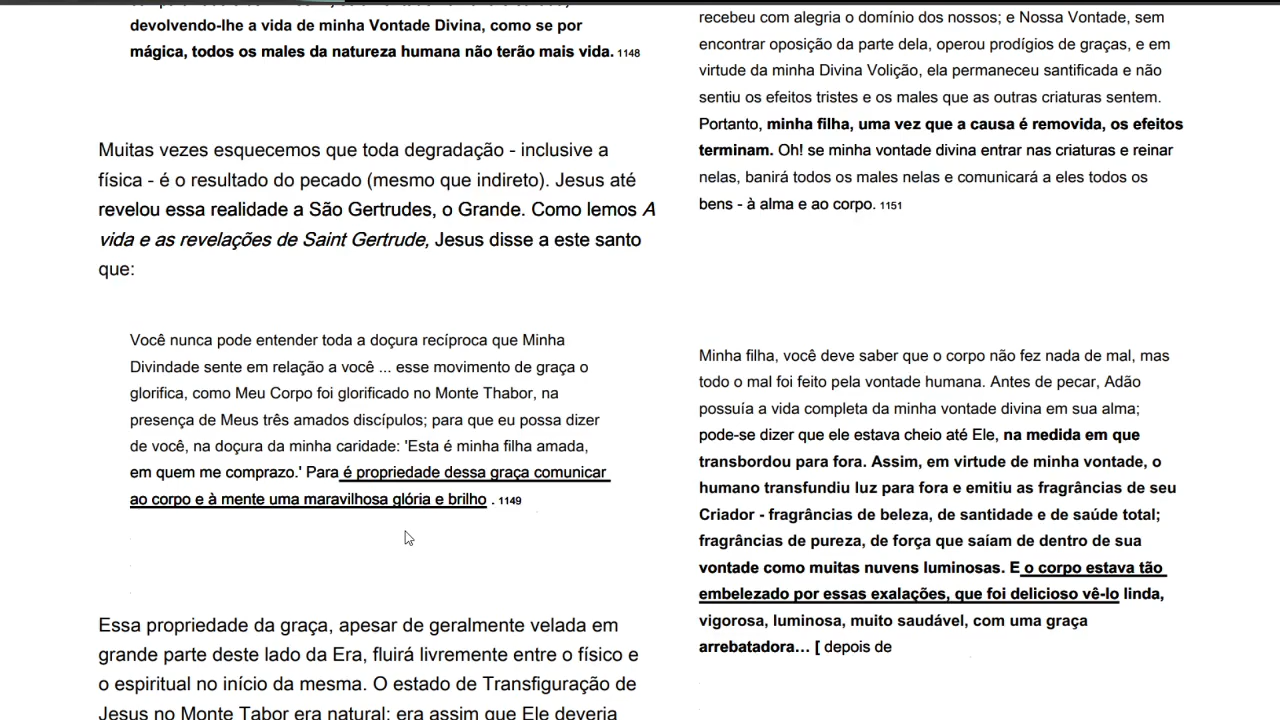 devolvendo-lhe a vida de minha Vontade Divina, como se por
mágica, todos os males da natureza humana não terão mais vida. 1148
Muitas vezes esquecemos que toda degradação - inclusive a
física - é o resultado do pecado (mesmo que indireto). Jesus até
revelou essa realidade a São Gertrudes, o Grande. Como lemos A
vida e as revelações de Saint Gertrude, Jesus disse a este santo
que:
Você nunca pode entender toda a doçura recíproca que Minha
Divindade sente em relação a você ... esse movimento de graça o
glorifica, como Meu Corpo foi glorificado no Monte Thabor, na
presença de Meus três amados discípulos; para que eu possa dizer
de você, na doçura da minha caridade: 'Esta é minha filha amada,
em quem me comprazo.' Para é propriedade dessa graça comunicar
ao corpo e à mente uma maravilhosa glória e brilho . 1149
Essa propriedade da graça, apesar de geralmente velada em
grande parte deste lado da Era, fluirá livremente entre o físico e
o espiritual no início da mesma. O estado de Transfiguração de
Jesus no Monte Tabor era natural; era assim que Ele deveria
recebeu com alegria o domínio dos nossos; e Nossa Vontade, sem
encontrar oposição da parte dela, operou prodígios de graças, e em
virtude da minha Divina Volição, ela permaneceu santificada e não
sentiu os efeitos tristes e os males que as outras criaturas sentem.
Portanto, minha filha, uma vez que a causa é removida, os efeitos
terminam. Oh! se minha vontade divina entrar nas criaturas e reinar
nelas, banirá todos os males nelas e comunicará a eles todos os
bens - à alma e ao corpo. 1151
Minha filha, você deve saber que o corpo não fez nada de mal, mas
todo o mal foi feito pela vontade humana. Antes de pecar, Adão
possuía a vida completa da minha vontade divina em sua alma;
pode-se dizer que ele estava cheio até Ele, na medida em que
transbordou para fora. Assim, em virtude de minha vontade, o
humano transfundiu luz para fora e emitiu as fragrâncias de seu
Criador - fragrâncias de beleza, de santidade e de saúde total;
fragrâncias de pureza, de força que saíam de dentro de sua
vontade como muitas nuvens luminosas. E o corpo estava tão
embelezado por essas exalações, que foi delicioso vê-lo linda,
vigorosa, luminosa, muito saudável, com uma graça
arrebatadora... [ depois de